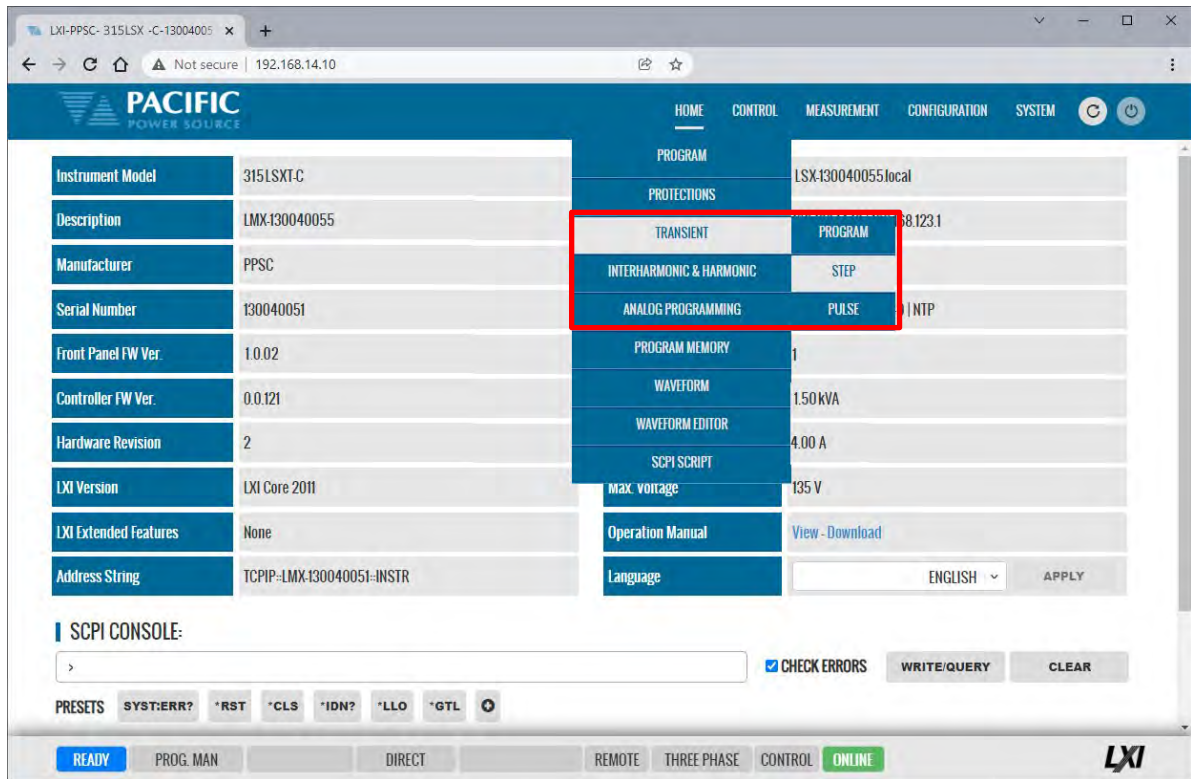 LXI-PPSC- 315LSX -C-13004005
Not secure | 192.168.14.10
PACIFIC
POWER SOURCE
HOME CONTROL MEASUREMENT CONFIGURATION SYSTEM
PROGRAM
PROTECTIONS
TRANSIENT PROGRAM
INTERHARMONIC & HARMONIC STEP
ANALOG PROGRAMMING PULSE
PROGRAM MEMORY
WAVEFORM
WAVEFORM EDITOR
SCPI SCRIPT
Instrument Model 315LSXT-C LSX-130040055.local
Description LMX-130040055 68.123.1
Manufacturer PPSC
Serial Number 130040051 | NTP
Front Panel FW Ver. 1.0.02 1
Controller FW Ver. 0.0.121 1.50 kVA
Hardware Revision 2 4.00 A
LXI Version LXI Core 2011 Max. Voltage 135 V
LXI Extended Features None Operation Manual View - Download
Address String TCPIP::LMX-130040051::INSTR Language ENGLISH APPLY
SCPI CONSOLE:
> CHECK ERRORS WRITE/QUERY CLEAR
PRESETS SYST:ERR? *RST *CLS *IDN? *LLO *GTL
READY PROG. MAN DIRECT REMOTE THREE PHASE CONTROL ONLINE LXI